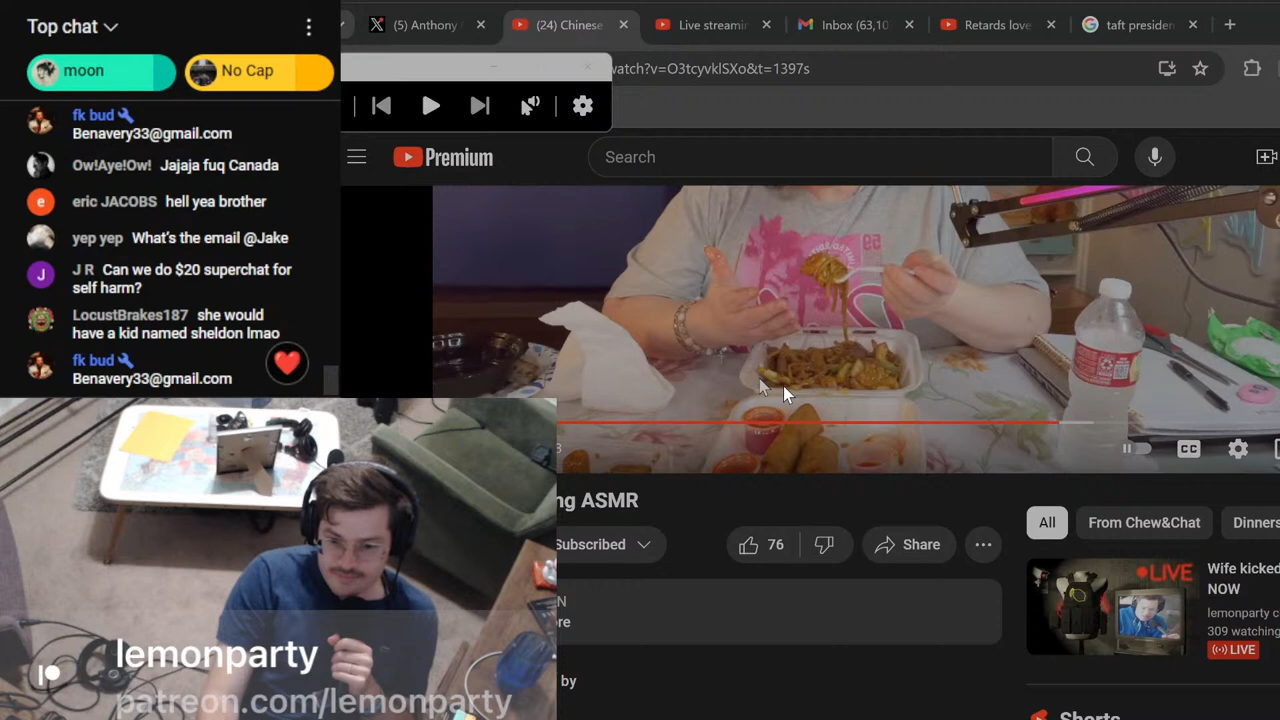 Top chat
moon
No Cap
fk bud
Benavery33@gmail.com
Ow!Aye!Ow! Jajaja fuq Canada
eric JACOBS hell yea brother
yep yep What's the email @Jake
J R Can we do $20 superchat for
self harm?
LocustBrakes187 she would
have a kid named sheldon lmao
fk bud
Benavery33@gmail.com
(5) Anthony
(24) Chinese
Live streamin
Inbox (63,10
Retards love
taft presiden
watch?v=O3tcyvklSXo&t=1397s
Premium
Search
59
CC
ng ASMR
Subscribed
76
Share
All
From Chew&Chat
Dinners
LIVE
Wife kicked
NOW
lemonparty c
309 watching
LIVE
N
ore
by
Shorts
lemonparty
patreon.com/lemonparty